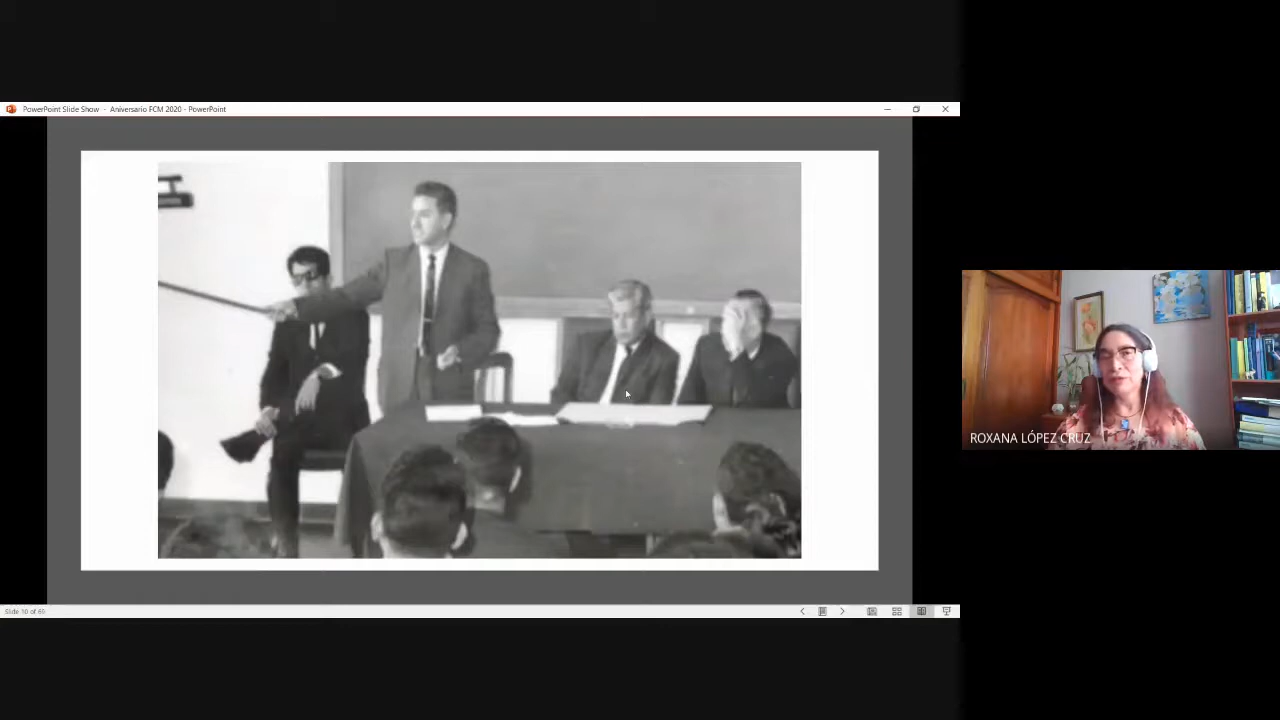 PowerPoint Slide Show - Aniversario FCM 2020 - PowerPoint
ROXANA LÓPEZ CRUZ